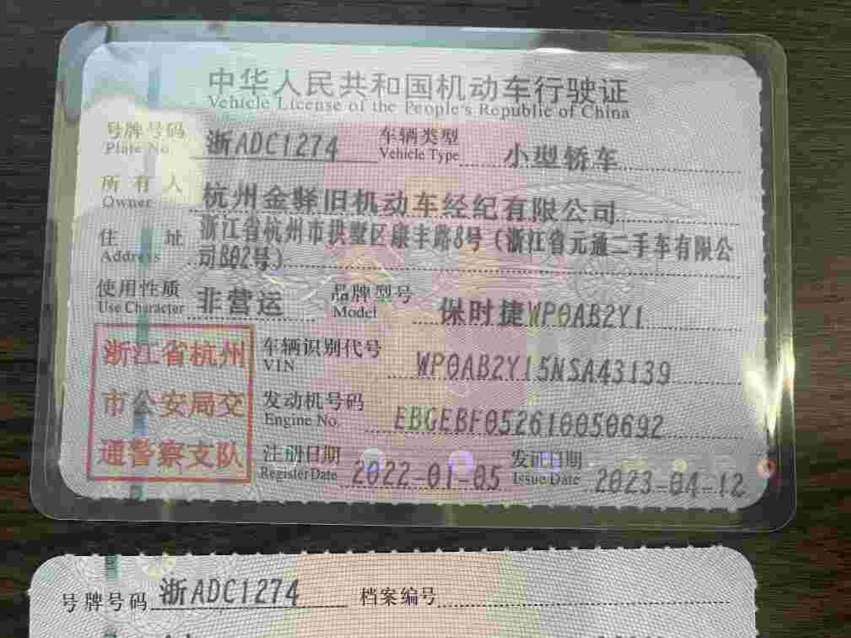 中华人民共和国机动车行驶证
Vehicle License of the People's Republic of China
号牌号码 浙ADC1274 车辆类型 小型轿车
Plate No. Vehicle Type
所有人 杭州金驿旧机动车经纪有限公司
Owner
住址 浙江省杭州市拱墅区康丰路8号(浙江省元通二手车有限公
Address 司B02号)
使用性质 非营运 品牌型号 保时捷WP0AB2Y1
Use Character Model
浙江省杭州 车辆识别代号 WP0AB2Y15NSA43139
VIN
市公安局交 发动机号码 EBGEBF052610050692
Engine No.
通警察支队 注册日期 2022-01-05 发证日期 2023-04-12
Register Date Issue Date
号牌号码 浙ADC1274 档案编号